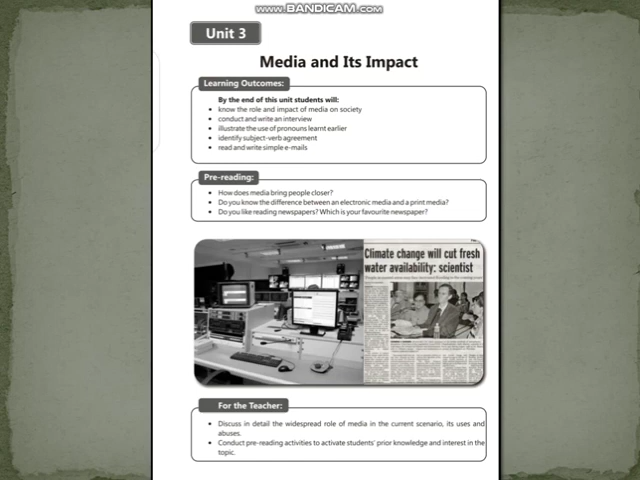 www.BANDICAM.com
Unit 3
Media and Its Impact
Learning Outcomes:
By the end of this unit students will:
• know the role and impact of media on society
• conduct and write an interview
• illustrate the use of pronouns learnt earlier
• identify subject-verb agreement
• read and write simple e-mails
Pre-reading:
• How does media bring people closer?
• Do you know the difference between an electronic media and a print media?
• Do you like reading newspapers? Which is your favourite newspaper?
Climate change will cut fresh
water availability: scientist
For the Teacher:
• Discuss in detail the widespread role of media in the current scenario, its uses and
abuses.
• Conduct pre-reading activities to activate students' prior knowledge and interest in the
topic.